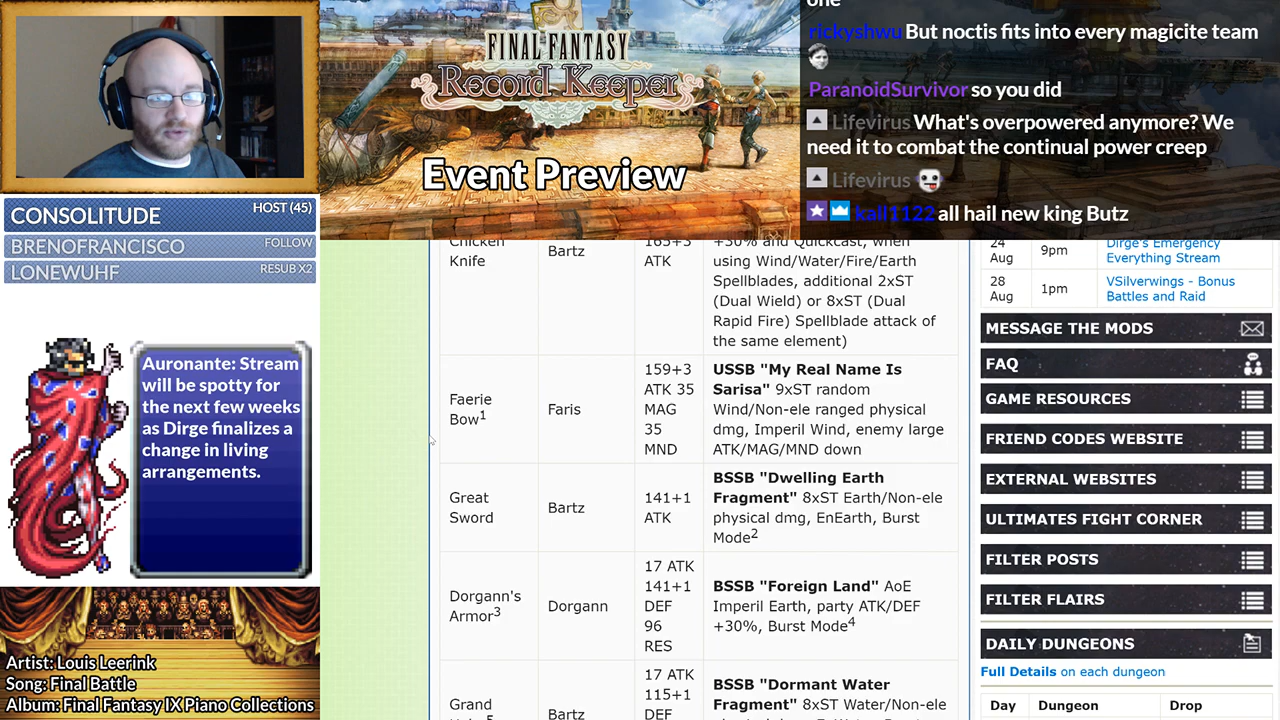 CONSOLITUDE HOST (45)
BRENOFRANCISCO FOLLOW
LONEWUHF RESUB X2
Auronante: Stream
will be spotty for
the next few weeks
as Dirge finalizes a
change in living
arrangements.
Artist: Louis Leerink
Song: Final Battle
Album: Final Fantasy IX Piano Collections
FINAL FANTASY
Record Keeper
Event Preview
one
rickyshwu But noctis fits into every magicite team
ParanoidSurvivor so you did
Lifevirus What's overpowered anymore? We
need it to combat the continual power creep
Lifevirus
kall1122 all hail new king Butz
Chicken
Knife
Bartz
165+3
ATK
+30% and Quickcast, when
using Wind/Water/Fire/Earth
Spellblades, additional 2xST
(Dual Wield) or 8xST (Dual
Rapid Fire) Spellblade attack of
the same element)
Faerie
Bow1
Faris
159+3
ATK 35
MAG
35
MND
USSB "My Real Name Is
Sarisa" 9xST random
Wind/Non-ele ranged physical
dmg, Imperil Wind, enemy large
ATK/MAG/MND down
Great
Sword
Bartz
141+1
ATK
BSSB "Dwelling Earth
Fragment" 8xST Earth/Non-ele
physical dmg, EnEarth, Burst
Mode2
Dorgann's
Armor3
Dorgann
17 ATK
141+1
DEF
96
RES
BSSB "Foreign Land" AoE
Imperil Earth, party ATK/DEF
+30%, Burst Mode4
Grand
Bartz
17 ATK
115+1
DEF
BSSB "Dormant Water
Fragment" 8xST Water/Non-ele
24
Aug
9pm
Dirge's Emergency
Everything Stream
28
Aug
1pm
VSilverwings - Bonus
Battles and Raid
MESSAGE THE MODS
FAQ
GAME RESOURCES
FRIEND CODES WEBSITE
EXTERNAL WEBSITES
ULTIMATES FIGHT CORNER
FILTER POSTS
FILTER FLAIRS
DAILY DUNGEONS
Full Details on each dungeon
Day Dungeon Drop